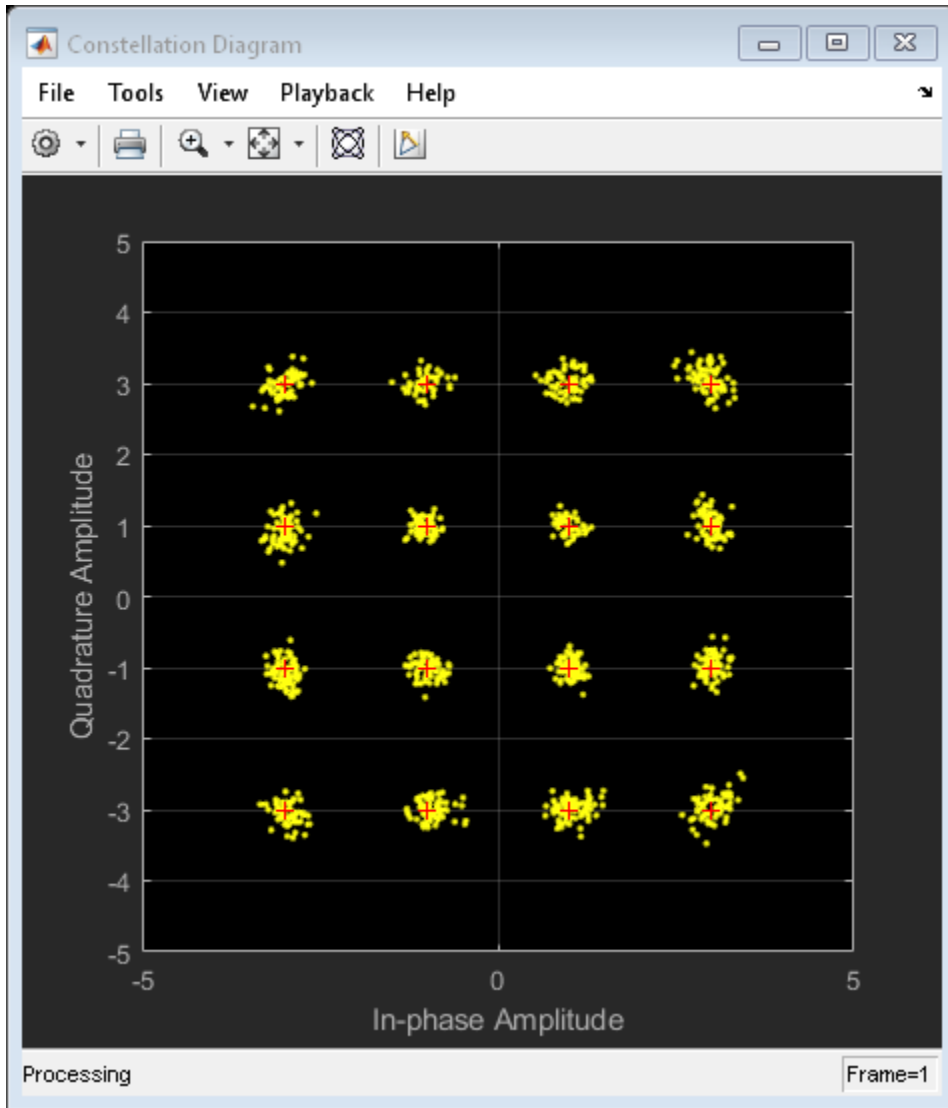 Constellation Diagram
File Tools View Playback Help
5
4
3
2
1
0
-1
-2
-3
-4
-5
Quadrature Amplitude
-5 0 5
In-phase Amplitude
Processing Frame=1